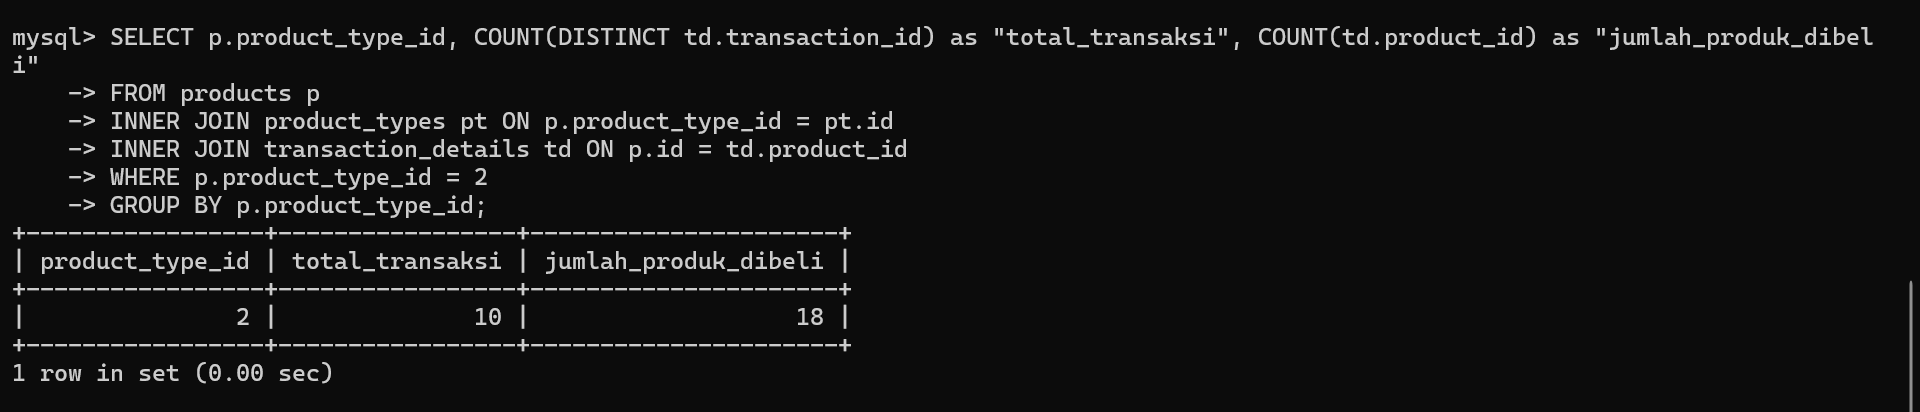 mysql> SELECT p.product_type_id, COUNT(DISTINCT td.transaction_id) as "total_transaksi", COUNT(td.product_id) as "jumlah_produk_dibel
i"
    -> FROM products p
    -> INNER JOIN product_types pt ON p.product_type_id = pt.id
    -> INNER JOIN transaction_details td ON p.id = td.product_id
    -> WHERE p.product_type_id = 2
    -> GROUP BY p.product_type_id;
+-----------------+-----------------+----------------------+
| product_type_id | total_transaksi | jumlah_produk_dibeli |
+-----------------+-----------------+----------------------+
|               2 |              10 |                   18 |
+-----------------+-----------------+----------------------+
1 row in set (0.00 sec)